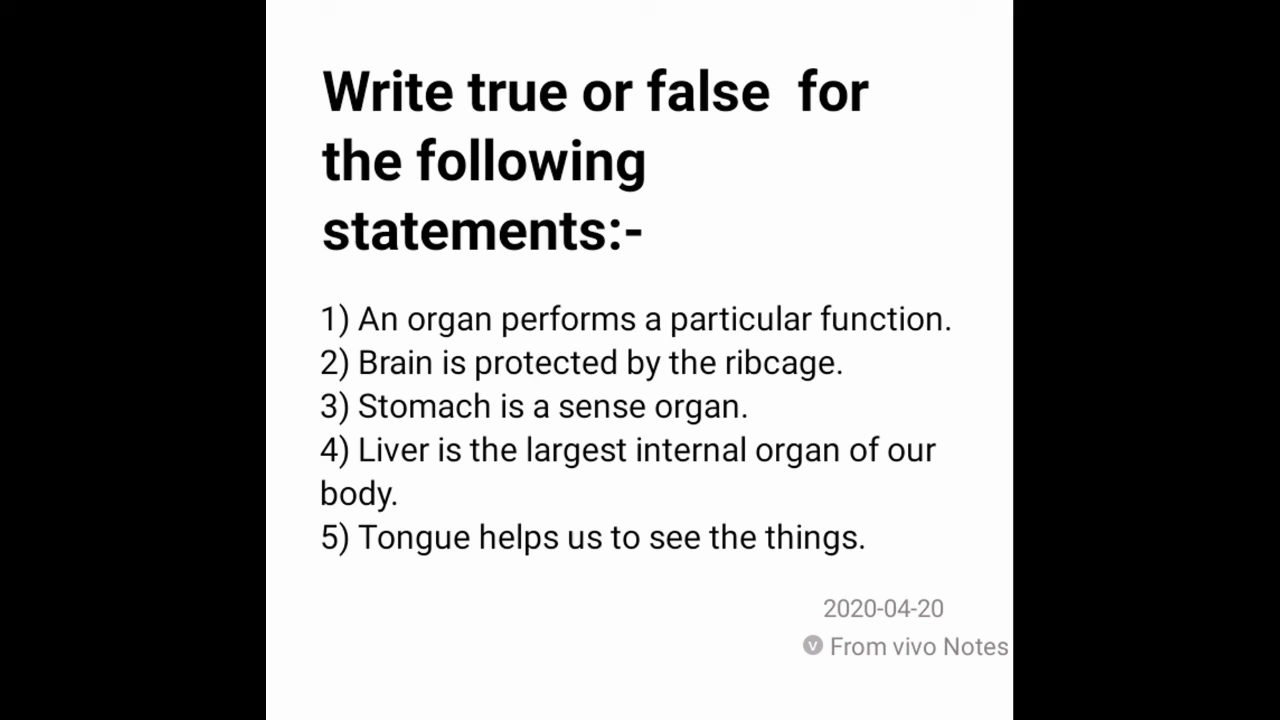 Write true or false  for
the following
statements:-
1) An organ performs a particular function.
2) Brain is protected by the ribcage.
3) Stomach is a sense organ.
4) Liver is the largest internal organ of our
body.
5) Tongue helps us to see the things.
2020-04-20
v From vivo Notes